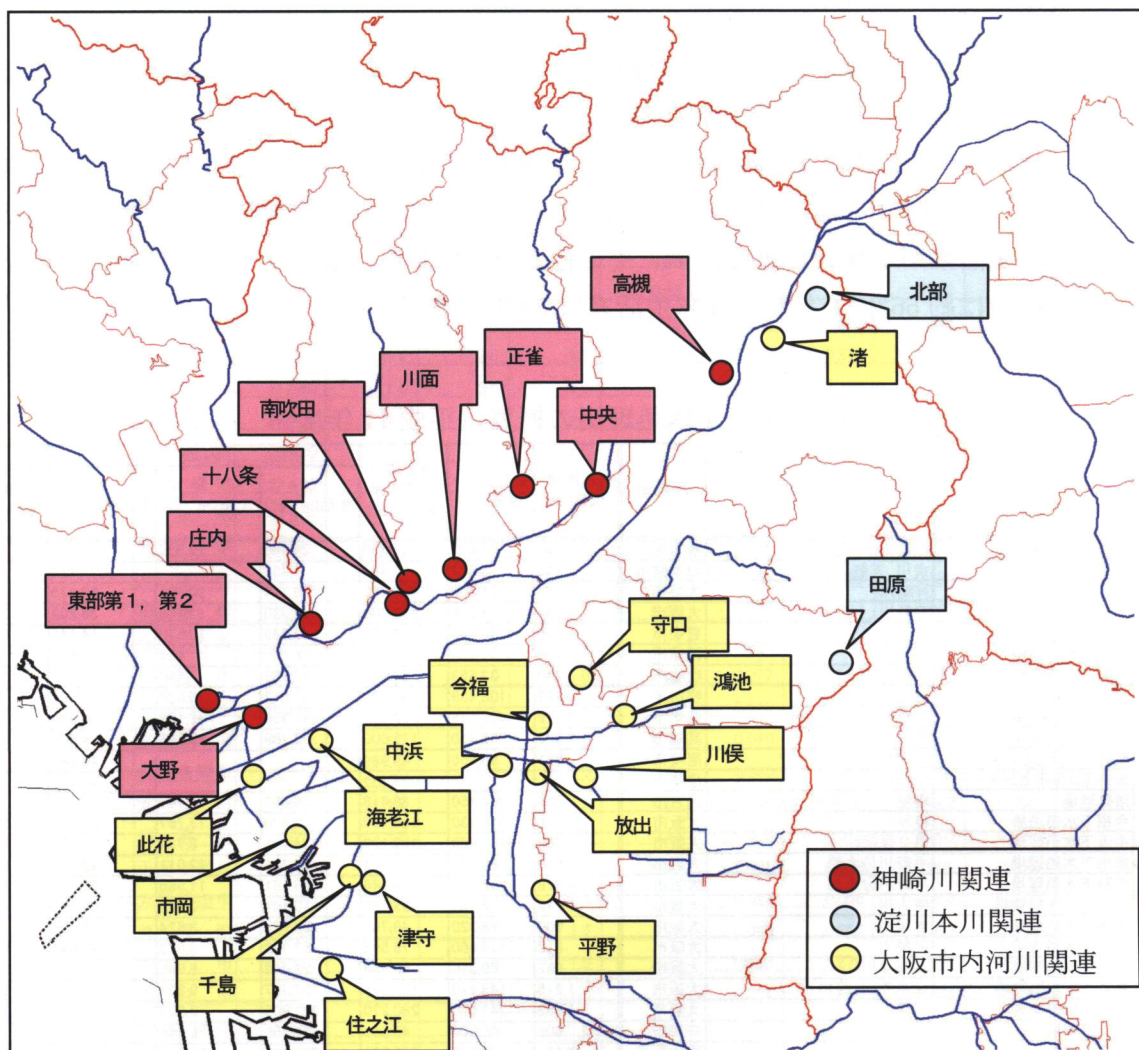 北部
高槻
渚
正雀
川面
中央
南吹田
十八条
庄内
東部第１，第２
田原
守口
今福
鴻池
中浜
川俣
大野
海老江
放出
此花
市岡
津守
平野
千島
住之江
神崎川関連
淀川本川関連
大阪市内河川関連